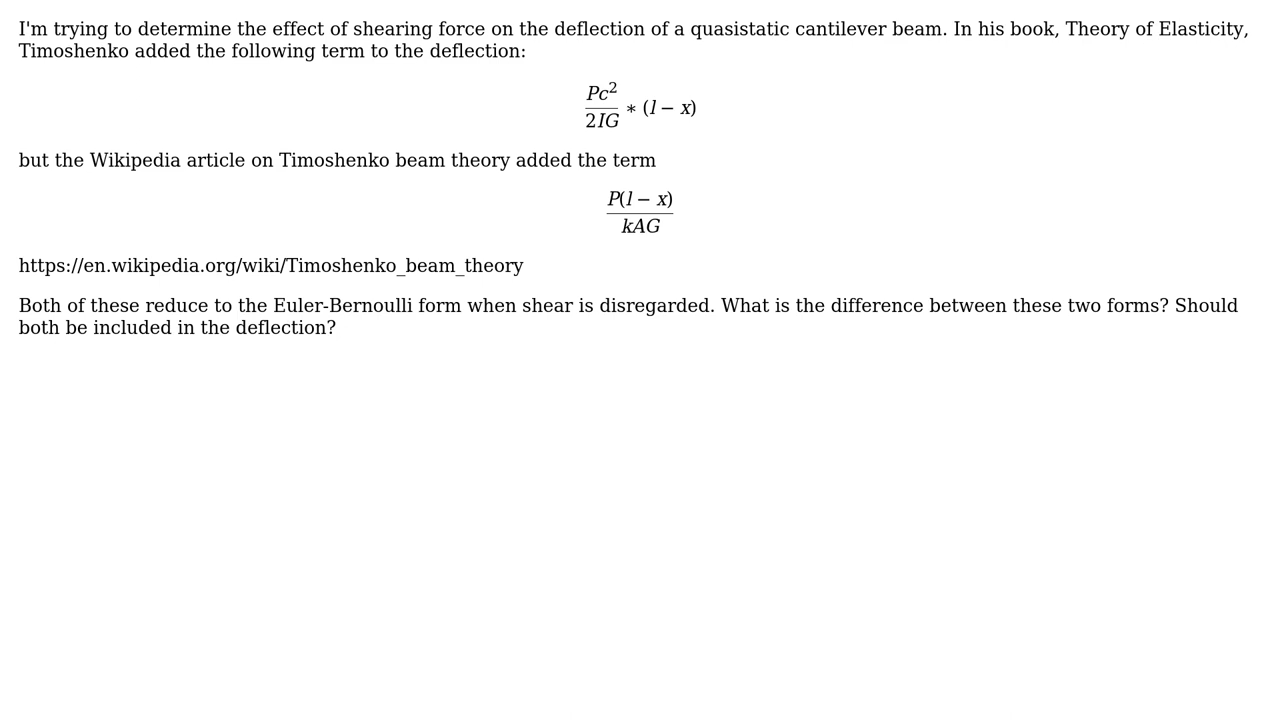 I'm trying to determine the effect of shearing force on the deflection of a quasistatic cantilever beam. In his book, Theory of Elasticity,
Timoshenko added the following term to the deflection:
Pc²/2IG ∗ (l − x)
but the Wikipedia article on Timoshenko beam theory added the term
P(l − x)/kAG
https://en.wikipedia.org/wiki/Timoshenko_beam_theory
Both of these reduce to the Euler-Bernoulli form when shear is disregarded. What is the difference between these two forms? Should
both be included in the deflection?